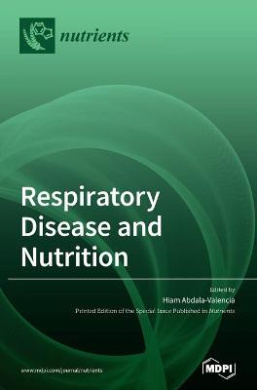 nutrients
Respiratory
Disease and
Nutrition
Edited by
Hiam Abdala-Valencia
Printed Edition of the Special Issue Published in Nutrients
www.mdpi.com/journal/nutrients
MDPI